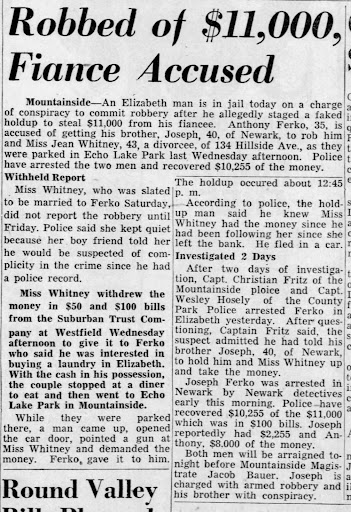 Robbed of $11,000,
Fiance Accused
Mountainside—An Elizabeth man is in jail today on a charge
of conspiracy to commit robbery after he allegedly staged a faked
holdup to steal $11,000 from his fiancee. Anthony Ferko, 35, is
accused of getting his brother, Joseph, 40, of Newark, to rob him
and Miss Jean Whitney, 43, a divorcee, of 134 Hillside Ave., as they
were parked in Echo Lake Park last Wednesday afternoon. Police
have arrested the two men and recovered $10,255 of the money.
Withheld Report
Miss Whitney, who was slated
to be married to Ferko Saturday,
did not report the robbery until
Friday. Police said she kept quiet
because her boy friend told her
he would be suspected of com-
plicity in the crime since he had
a police record.
Miss Whitney withdrew the
money in $50 and $100 bills
from the Suburban Trust Com-
pany at Westfield Wednesday
afternoon to give it to Ferko
who said he was interested in
buying a laundry in Elizabeth.
With the cash in his possession,
the couple stopped at a diner
to eat and then went to Echo
Lake Park in Mountainside.
While they were parked
there, a man came up, opened
the car door, pointed a gun at
Miss Whitney and demanded the
money. Ferko, gave it to him.
The holdup occured about 12:45
p. m.
According to police, the hold-
up man said he knew Miss
Whitney had the money since he
had been following her since she
left the bank. He fled in a car.
Investigated 2 Days
After two days of investiga-
tion, Capt. Christian Fritz of the
Mountainside ploice and Capt.
Wesley Hosely of the County
Park Police arrested Ferko in
Elizabeth yesterday. After ques-
tioning, Captain Fritz said, the
suspect admitted he had told his
brother Joseph, 40, of Newark,
to hold him and Miss Whitney up
and take the money.
Joseph Ferko was arrested in
Newark by Newark detectives
early this morning. Police have
recovered $10,255 of the $11,000
which was in $100 bills. Joseph
reportedly had $2,255 and An-
thony, $8,000 of the money.
Both men will be arraigned to-
night before Mountainside Magis-
trate Jacob Bauer. Joseph is
charged with armed robbery and
his brother with conspiracy.
Round Valley